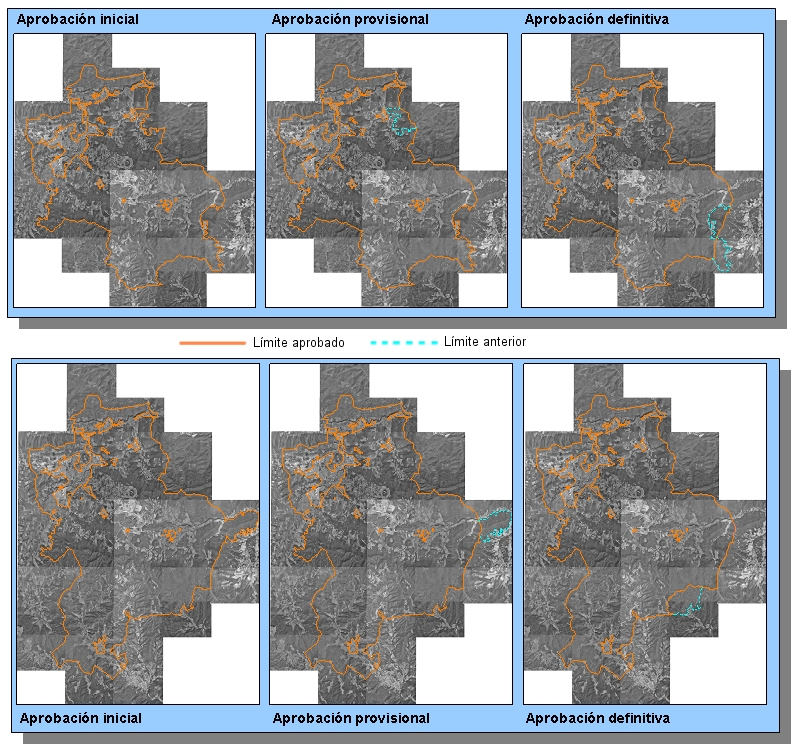 Aprobación inicial
Aprobación provisional
Aprobación definitiva
Límite aprobado
Límite anterior
Aprobación inicial
Aprobación provisional
Aprobación definitiva